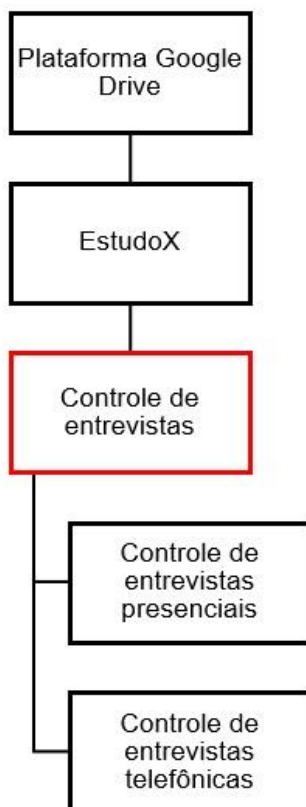 Plataforma Google
Drive
EstudoX
Controle de
entrevistas
Controle de
entrevistas
presenciais
Controle de
entrevistas
telefônicas